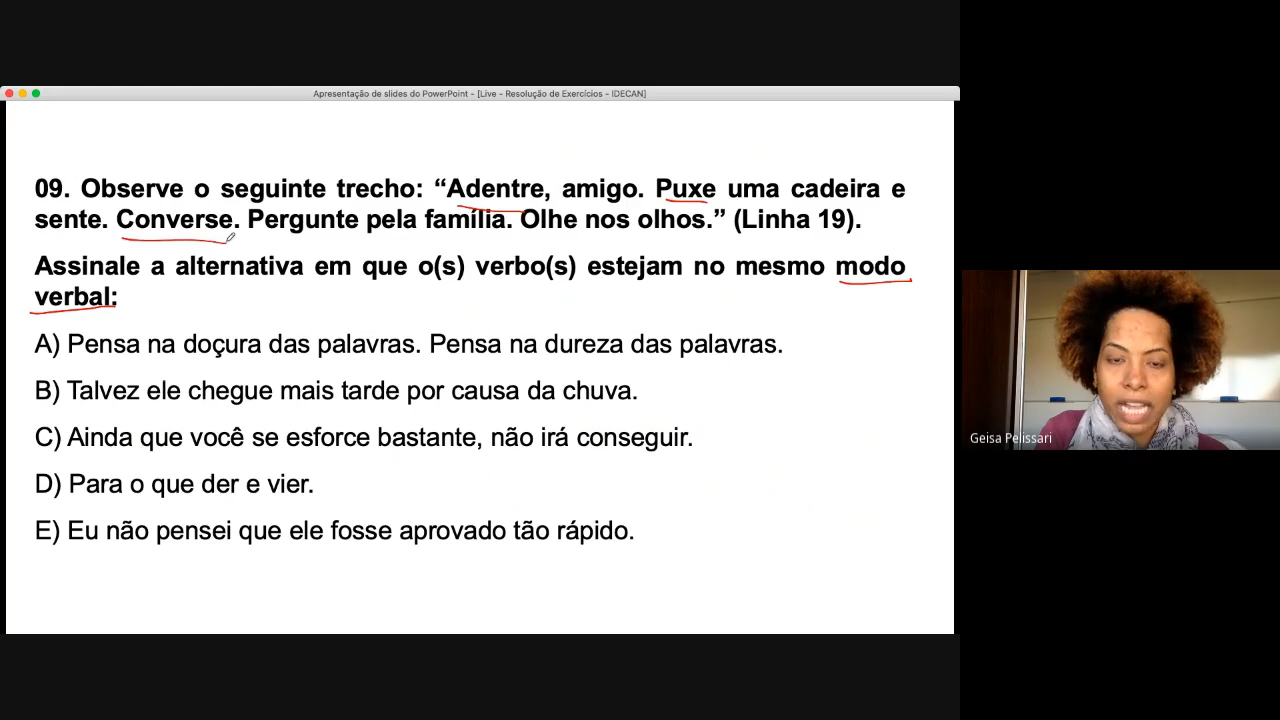 Apresentação de slides do PowerPoint - [Live - Resolução de Exercícios - IDECAN]
09. Observe o seguinte trecho: “Adentre, amigo. Puxe uma cadeira e
sente. Converse. Pergunte pela família. Olhe nos olhos.” (Linha 19).
Assinale a alternativa em que o(s) verbo(s) estejam no mesmo modo
verbal:
A) Pensa na doçura das palavras. Pensa na dureza das palavras.
B) Talvez ele chegue mais tarde por causa da chuva.
C) Ainda que você se esforce bastante, não irá conseguir.
D) Para o que der e vier.
E) Eu não pensei que ele fosse aprovado tão rápido.
Geisa Pelissari